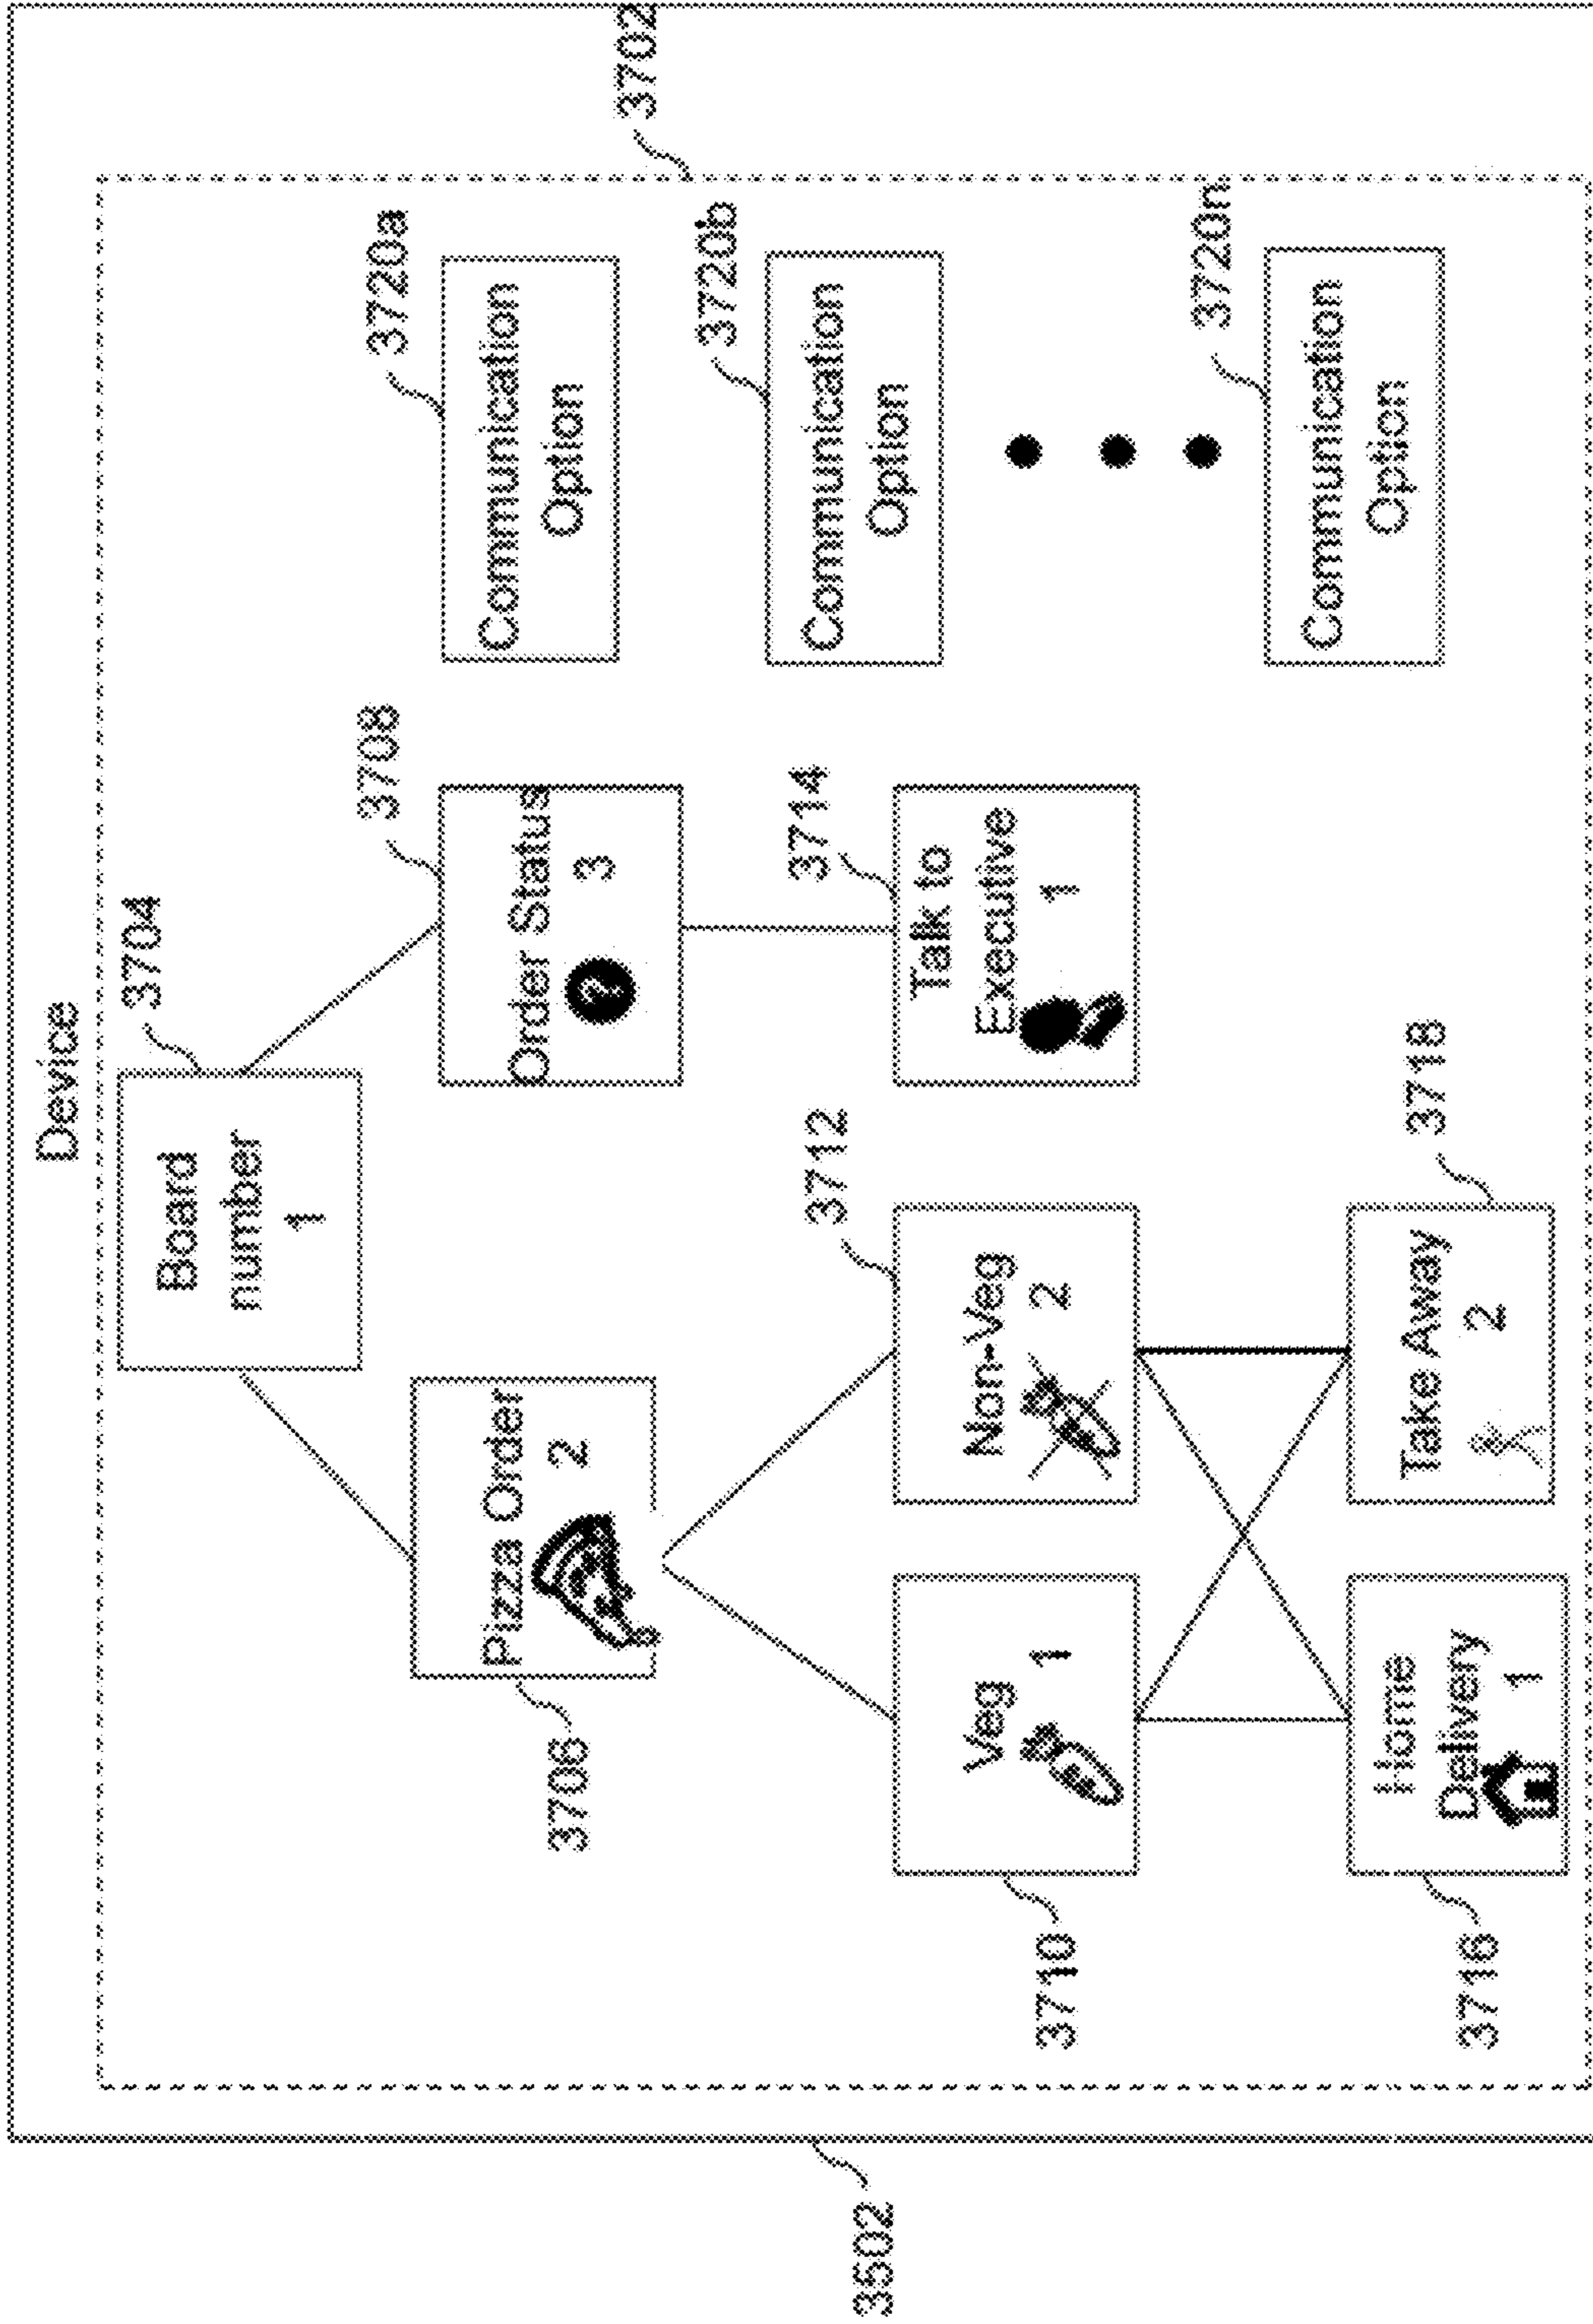 Device
3704
Board
number
1
3702
3708
3720a
Pizza Order
2
Order Status
? 3
Communication
Option
3706
3720b
Communication
Option
3712
3714
Veg
1
Non-Veg
2
Talk to
Executive
1
3710
3720n
Communication
Option
3718
Home
Delivery
1
Take Away
2
3716
3502